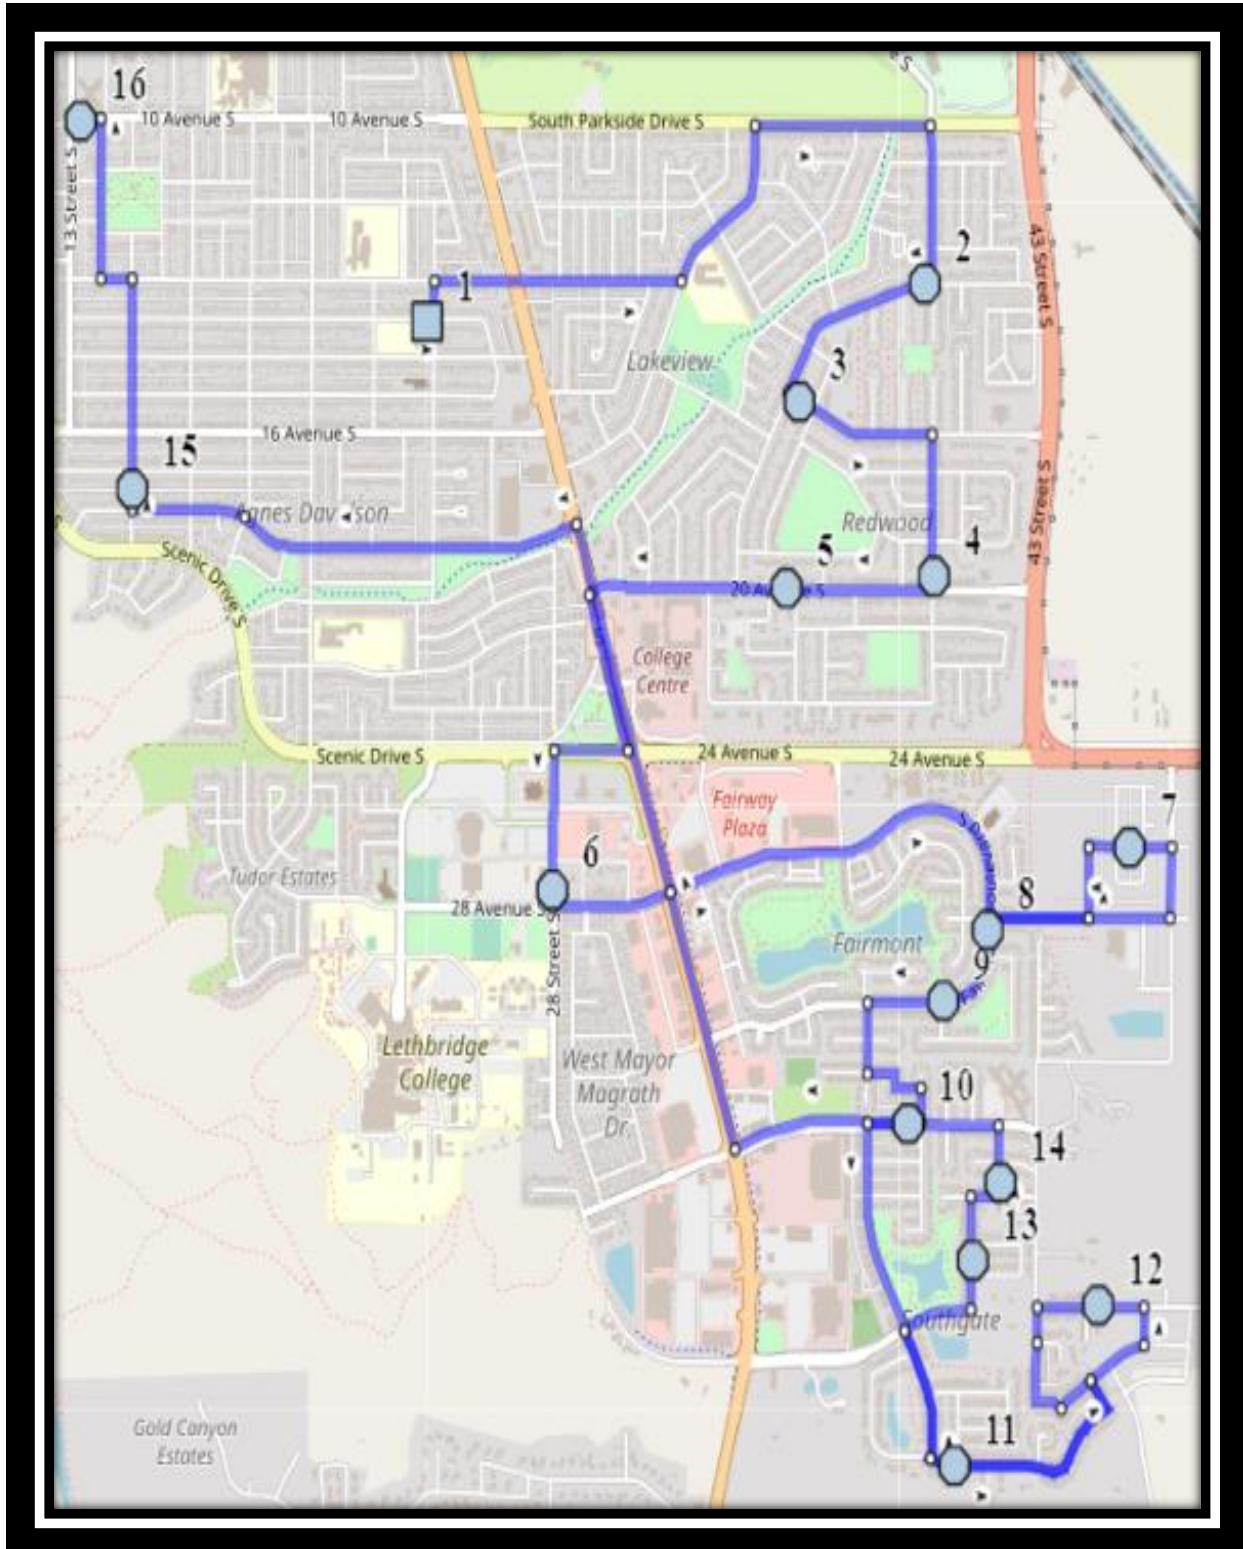 S
16
10 Avenue S
10 Avenue S
South Parkside Drive S
13 Street S
2
43 Street S
1
3
Lakeview
16 Avenue S
15
43 Street S
Redwood
4
5
Scenic Drive S
College
Centre
Scenic Drive S
24 Avenue S
24 Avenue S
Fairway
Plaza
7
6
Tudor Estates
28 Avenue S
8
28 Street S
Fairmont
9
Lethbridge
College
West Mayor
Magrath
Dr.
10
14
13
12
Southgate
11
Gold Canyon
Estates